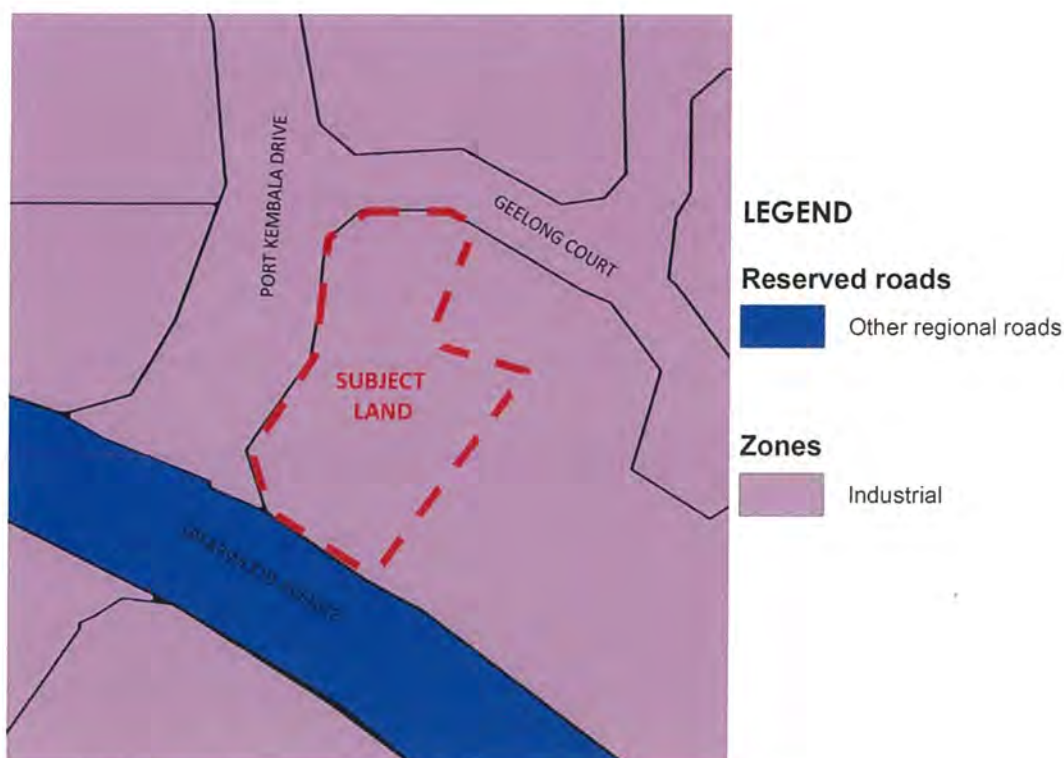 PORT KEMBALA DRIVE
GEELONG COURT
SUBJECT
LAND
LEGEND
Reserved roads
Other regional roads
Zones
Industrial